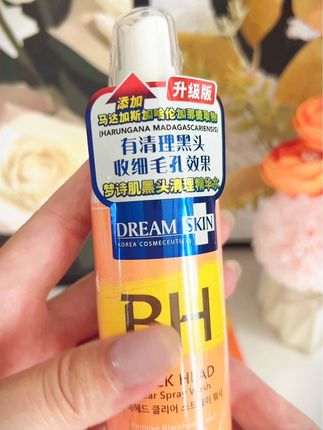 添加
升级版
马达加斯加哈伦加那提取物
(HARUNGANA MADAGASCARIENSIS)
有清理黑头
收细毛孔效果
梦诗肌黑头清理精华水
DREAM SKIN
KOREA COSMECEUTICAL
BH
CK HEAD
ear Spray Wash
헤드 클리어 스프레이 워시
Remove Blackhead